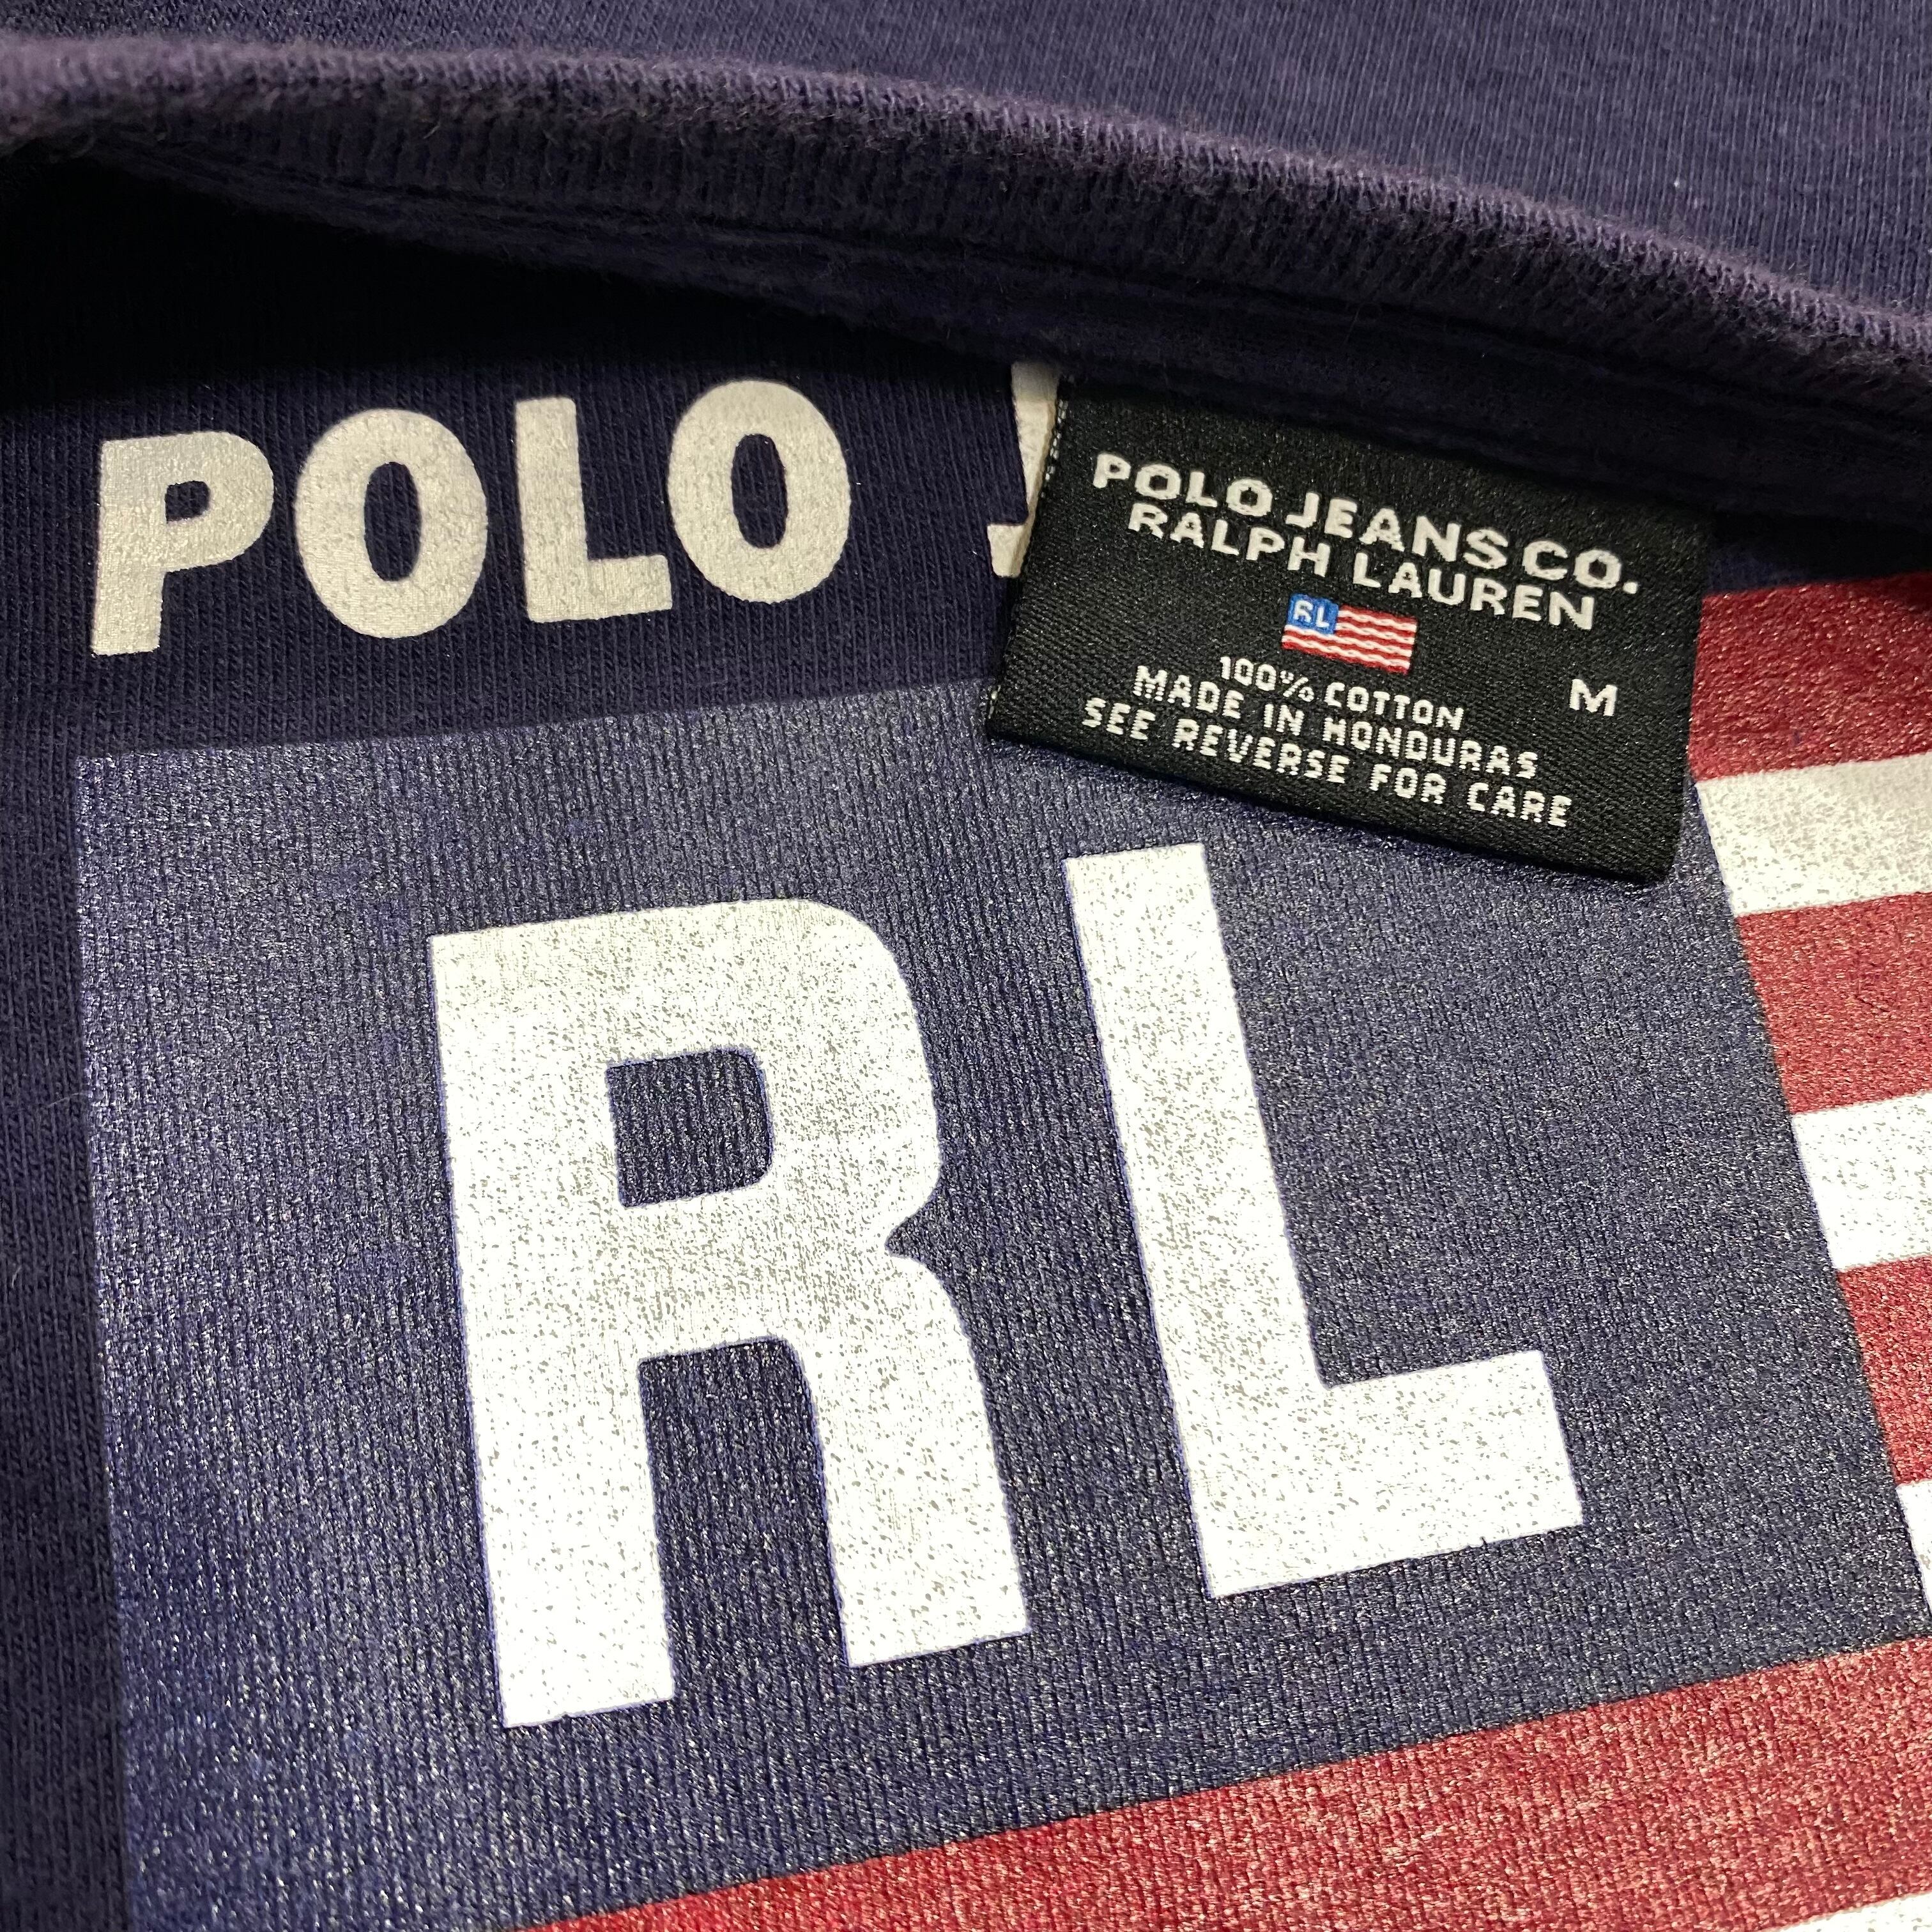 POLO J
POLO JEANS CO.
RALPH LAUREN
RL
100% COTTON
M
MADE IN HONDURAS
SEE REVERSE FOR CARE
RL